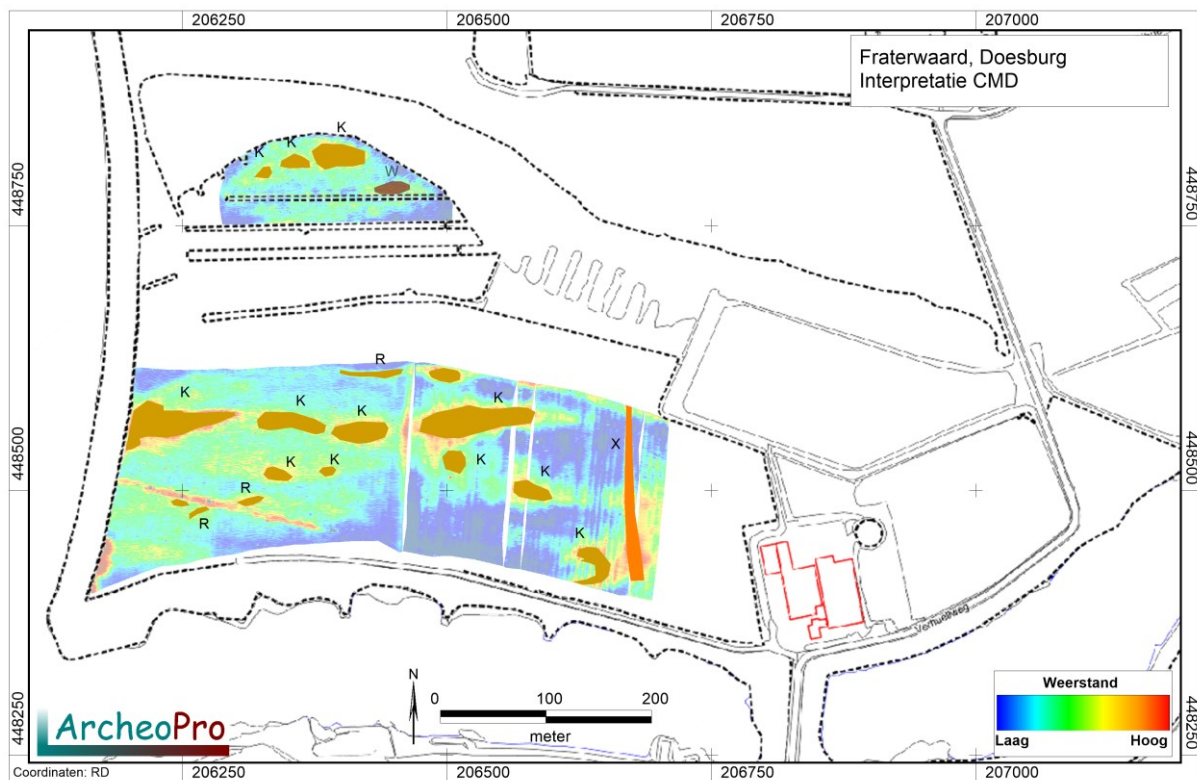 206250 206500 206750 207000
Fraterwaard, Doesburg
Interpretatie CMD
K
K
K
W
448750 448750
R
K
K
K
K
K
K
K
X
K
R
R
K
448500 448500
Verhuellweg
N
0 100 200
meter
Weerstand
Laag Hoog
448250 448250
ArcheoPro
Coordinaten: RD
206250 206500 206750 207000